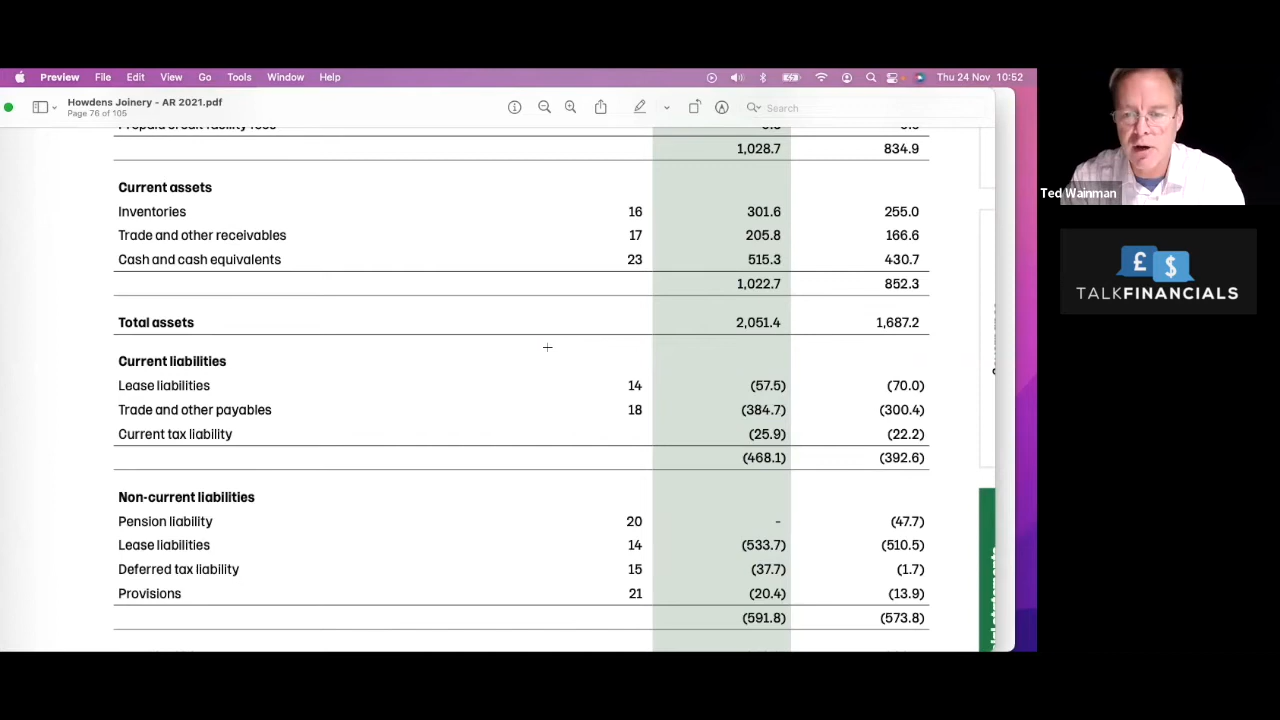 Preview File Edit View Go Tools Window Help Thu 24 Nov 10:52
Howdens Joinery - AR 2021.pdf
Page 76 of 105
Search
1,028.7 834.9
Current assets
Inventories 16 301.6 255.0
Trade and other receivables 17 205.8 166.6
Cash and cash equivalents 23 515.3 430.7
1,022.7 852.3
Total assets 2,051.4 1,687.2
Current liabilities
Lease liabilities 14 (57.5) (70.0)
Trade and other payables 18 (384.7) (300.4)
Current tax liability (25.9) (22.2)
(468.1) (392.6)
Non-current liabilities
Pension liability 20 - (47.7)
Lease liabilities 14 (533.7) (510.5)
Deferred tax liability 15 (37.7) (1.7)
Provisions 21 (20.4) (13.9)
(591.8) (573.8)
Ted Wainman
£ $
TALKFINANCIALS